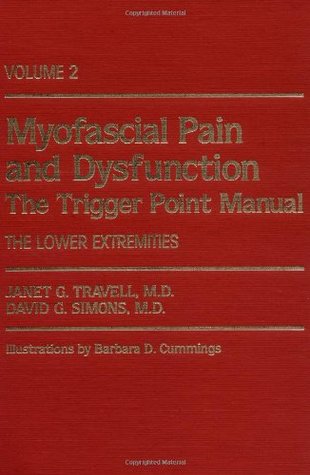 VOLUME 2
Myofascial Pain
and Dysfunction
The Trigger Point Manual
THE LOWER EXTREMITIES
JANET G. TRAVELL, M.D.
DAVID G. SIMONS, M.D.
Illustrations by Barbara D. Cummings